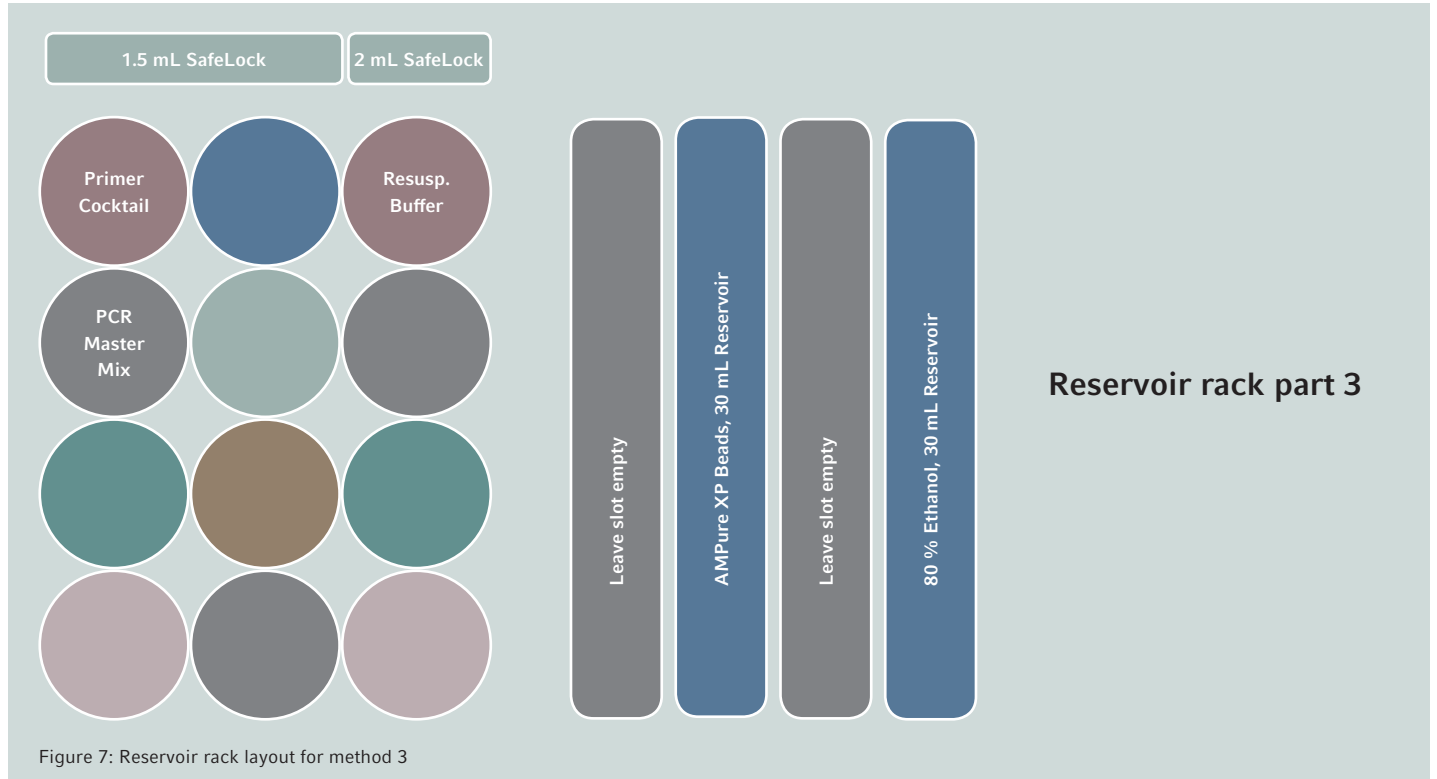 1.5 mL SafeLock
2 mL SafeLock
Primer
Cocktail
Resusp.
Buffer
PCR
Master
Mix
Leave slot empty
AMPure XP Beads, 30 mL Reservoir
Leave slot empty
80 % Ethanol, 30 mL Reservoir
Reservoir rack part 3
Figure 7: Reservoir rack layout for method 3